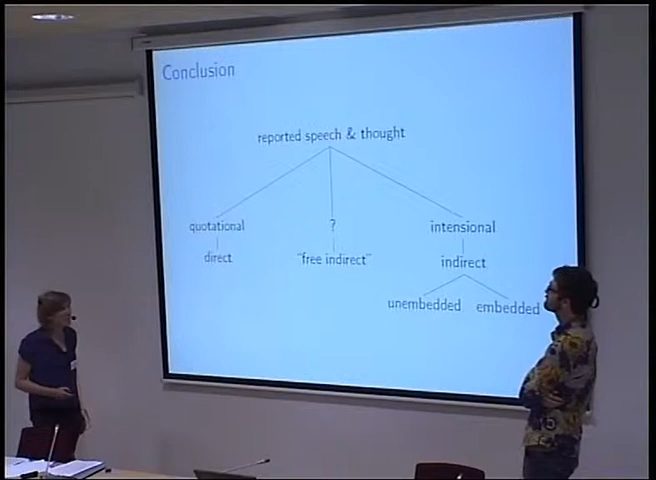 Conclusion
reported speech & thought
quotational ? intensional
direct "free indirect" indirect
unembedded embedded